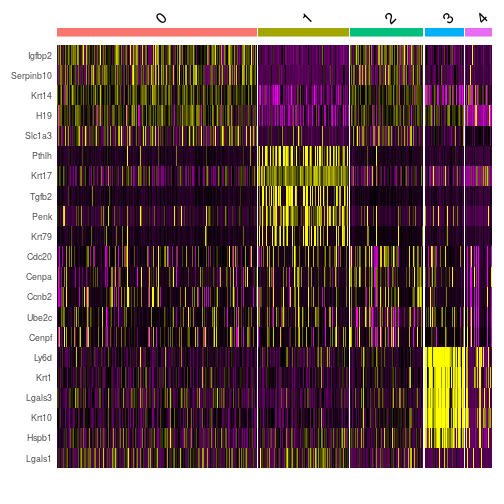 0 1 2 3 4
Igfbp2
Serpinb10
Krt14
H19
Slc1a3
Pthlh
Krt17
Tgfb2
Penk
Krt79
Cdc20
Cenpa
Ccnb2
Ube2c
Cenpf
Ly6d
Krt1
Lgals3
Krt10
Hspb1
Lgals1